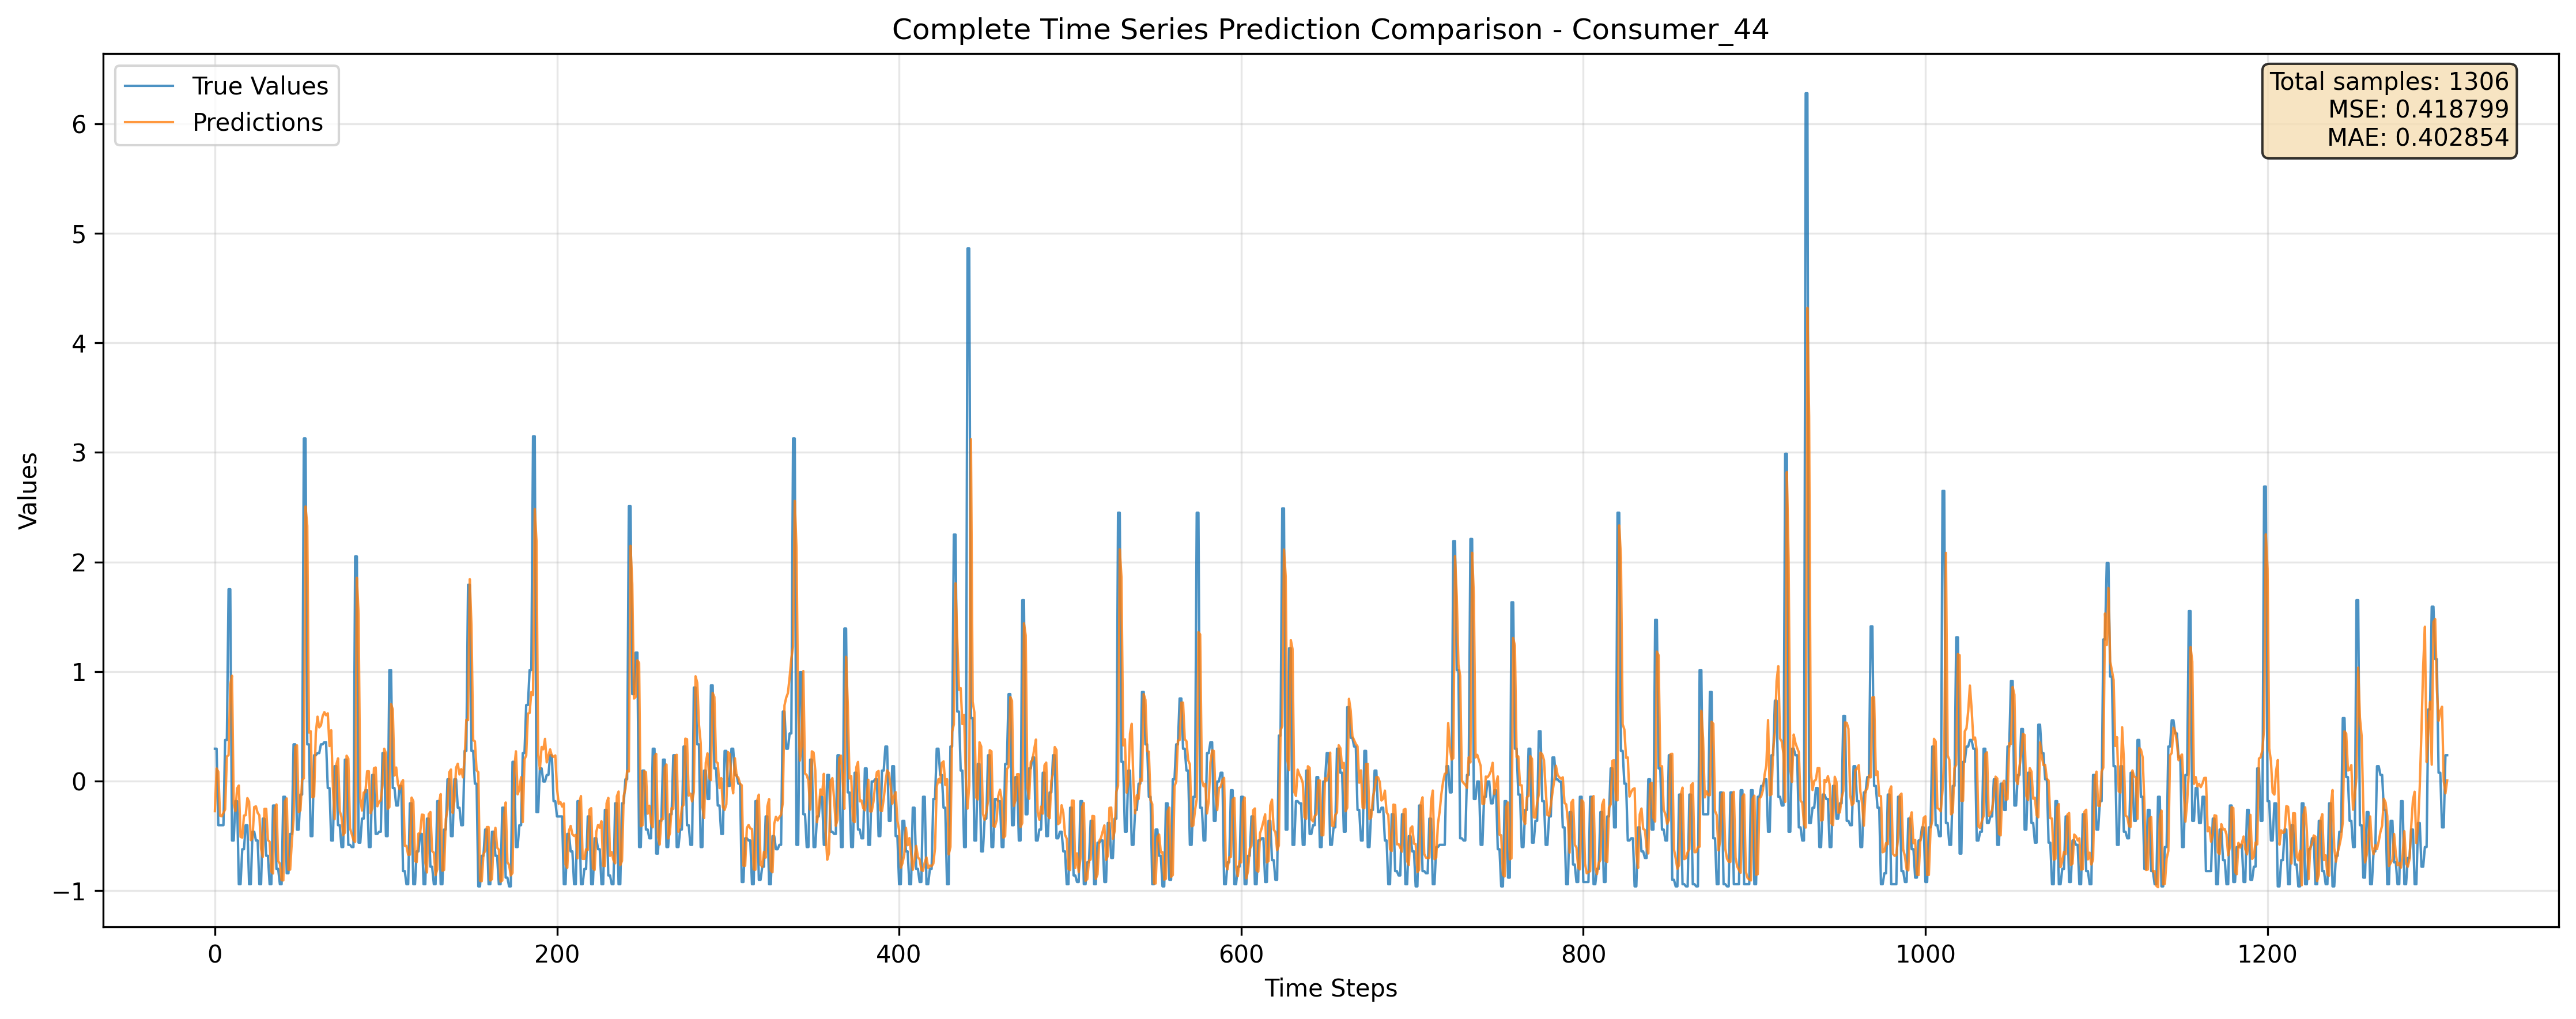 Complete Time Series Prediction Comparison - Consumer_44
True Values
Predictions
Total samples: 1306
MSE: 0.418799
MAE: 0.402854
6
5
4
3
2
1
0
−1
Values
0
200
400
600
800
1000
1200
Time Steps